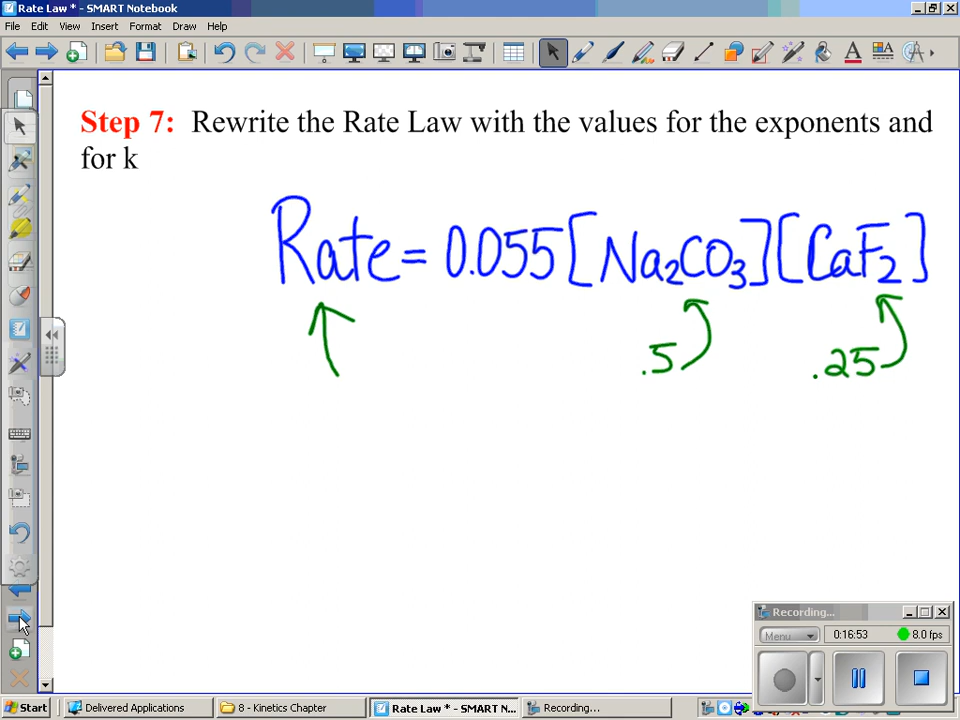 Rate Law * - SMART Notebook
File Edit View Insert Format Draw Help
Step 7: Rewrite the Rate Law with the values for the exponents and
for k
Rate = 0.055[Na₂CO₃][CaF₂]
.5 .25
Recording...
Menu 0:16:53 8.0 fps
Start Delivered Applications 8 - Kinetics Chapter Rate Law * - SMART N... Recording...